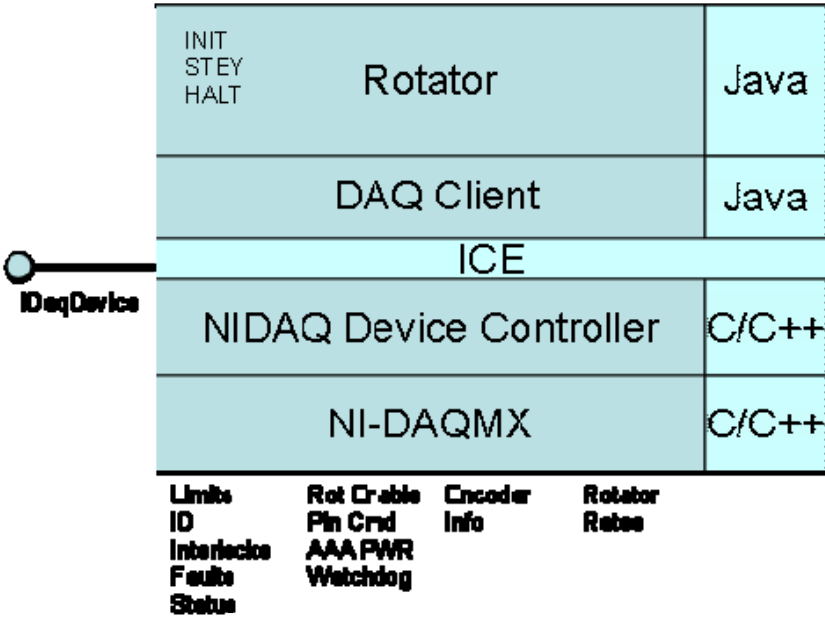 INIT
STEY
HALT
Rotator
Java
DAQ Client
Java
ICE
IDaqDevice
NIDAQ Device Controller
C/C++
NI-DAQMX
C/C++
Limits
ID
Interlocks
Faults
Status
Rot Enable
Pin Cmd
AAA PWR
Watchdog
Encoder
Info
Rotator
Rates